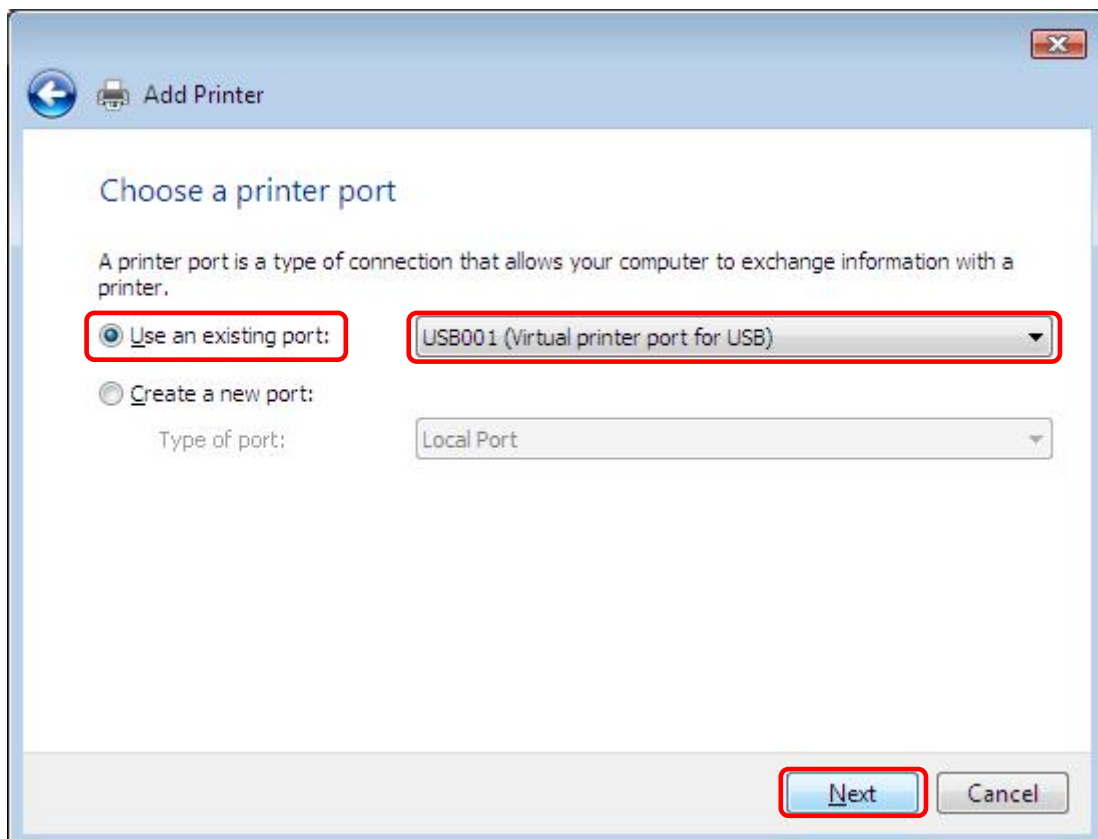 Add Printer
Choose a printer port
A printer port is a type of connection that allows your computer to exchange information with a
printer.
Use an existing port: USB001 (Virtual printer port for USB)
Create a new port:
Type of port: Local Port
Next Cancel